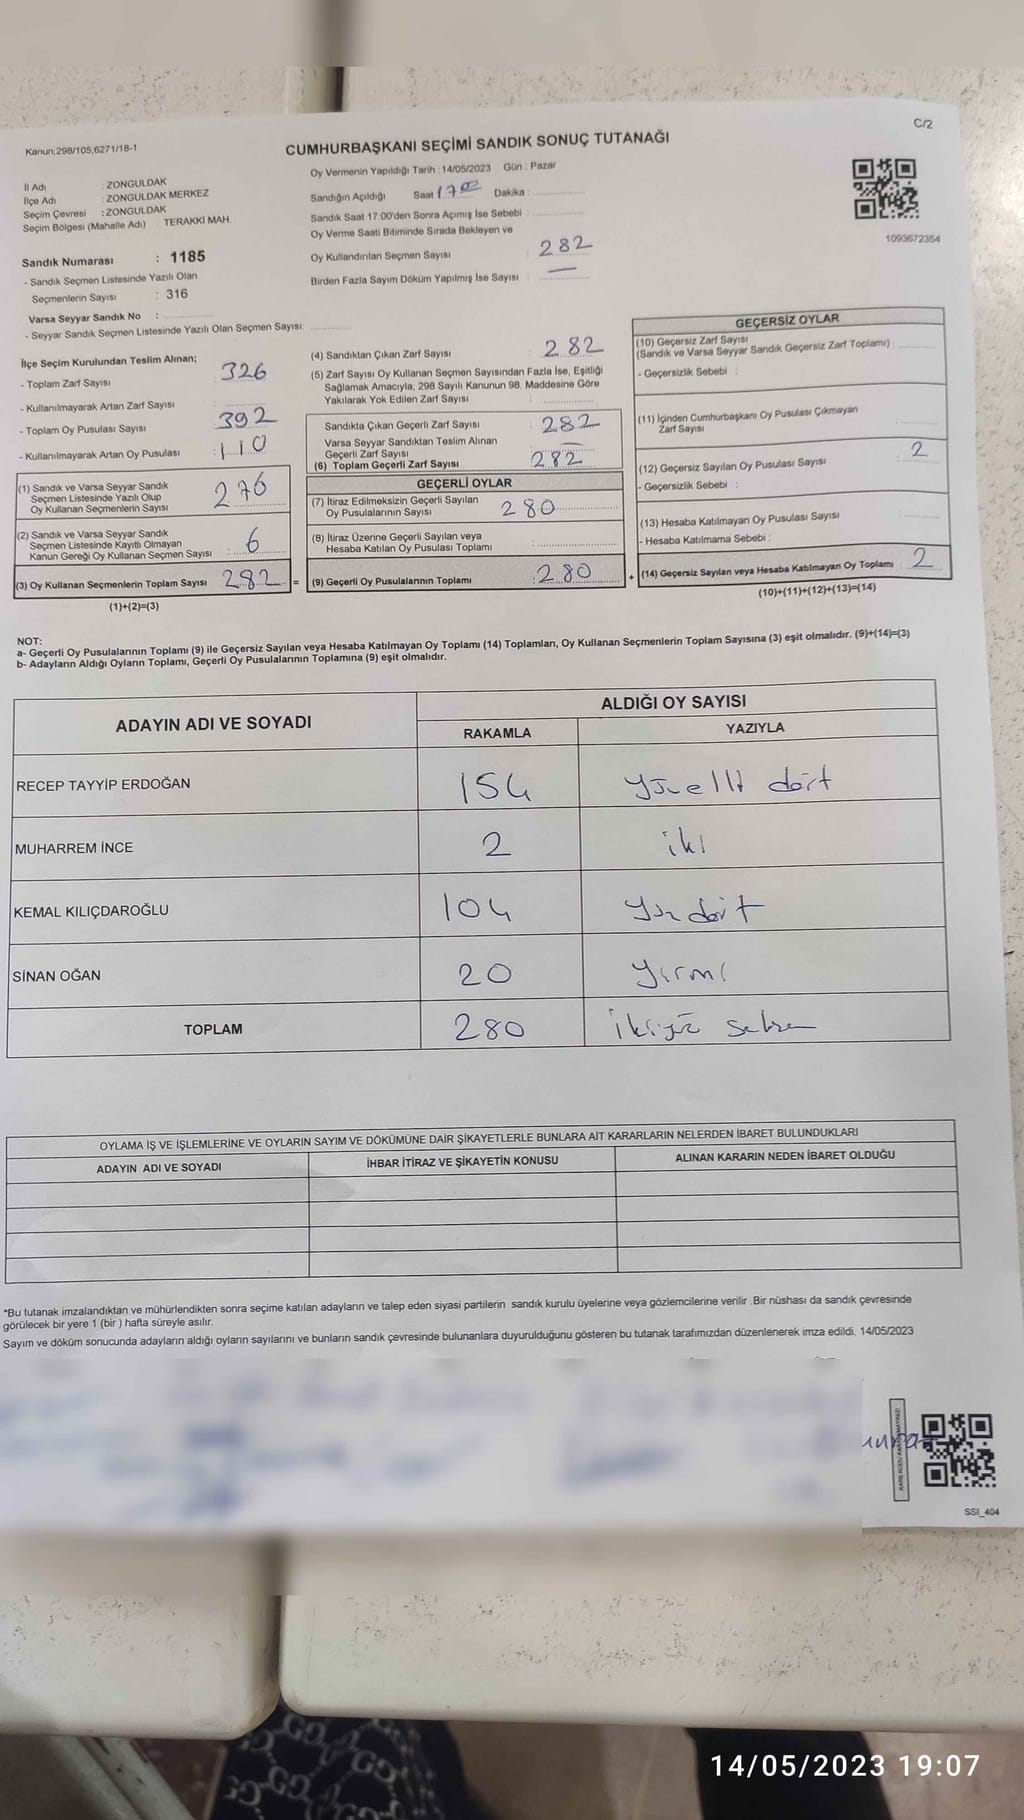 C/2
Kanun;298/105,6271/18-1
CUMHURBAŞKANI SEÇİMİ SANDIK SONUÇ TUTANAĞI
İl Adı : ZONGULDAK
İlçe Adı : ZONGULDAK MERKEZ
Seçim Çevresi : ZONGULDAK
Seçim Bölgesi (Mahalle Adı) : TERAKKİ MAH.
Sandık Numarası : 1185
- Sandık Seçmen Listesinde Yazılı Olan
Seçmenlerin Sayısı : 316
Varsa Seyyar Sandık No :
- Seyyar Sandık Seçmen Listesinde Yazılı Olan Seçmen Sayısı:
Oy Vermenin Yapıldığı Tarih : 14/05/2023 Gün : Pazar
Sandığın Açıldığı Saat 17 00 Dakika :
Sandık Saat 17:00'den Sonra Açımış İse Sebebi :
Oy Verme Saati Bitiminde Sırada Bekleyen ve
Oy Kullandırılan Seçmen Sayısı : 282
Birden Fazla Sayım Döküm Yapılmış İse Sayısı : —
1093672354
İlçe Seçim Kurulundan Teslim Alınan;
- Toplam Zarf Sayısı : 326
- Kullanılmayarak Artan Zarf Sayısı :
- Toplam Oy Pusulası Sayısı : 392
- Kullanılmayarak Artan Oy Pusulası : 110
(1) Sandık ve Varsa Seyyar Sandık
Seçmen Listesinde Yazılı Olup
Oy Kullanan Seçmenlerin Sayısı : 276
(2) Sandık ve Varsa Seyyar Sandık
Seçmen Listesinde Kayıtlı Olmayan
Kanun Gereği Oy Kullanan Seçmen Sayısı : 6
(3) Oy Kullanan Seçmenlerin Toplam Sayısı : 282 =
(1)+(2)=(3)
(4) Sandıktan Çıkan Zarf Sayısı : 282
(5) Zarf Sayısı Oy Kullanan Seçmen Sayısından Fazla İse, Eşitliği
Sağlamak Amacıyla; 298 Sayılı Kanunun 98. Maddesine Göre
Yakılarak Yok Edilen Zarf Sayısı :
Sandıkta Çıkan Geçerli Zarf Sayısı : 282
Varsa Seyyar Sandıktan Teslim Alınan
Geçerli Zarf Sayısı : —
(6) Toplam Geçerli Zarf Sayısı : 282
GEÇERLİ OYLAR
(7) İtiraz Edilmeksizin Geçerli Sayılan
Oy Pusulalarının Sayısı : 280
(8) İtiraz Üzerine Geçerli Sayılan veya
Hesaba Katılan Oy Pusulası Toplamı :
(9) Geçerli Oy Pusulalarının Toplamı : 280 +
GEÇERSİZ OYLAR
(10) Geçersiz Zarf Sayısı
(Sandık ve Varsa Seyyar Sandık Geçersiz Zarf Toplamı) :
- Geçersizlik Sebebi :
(11) İçinden Cumhurbaşkanı Oy Pusulası Çıkmayan
Zarf Sayısı :
(12) Geçersiz Sayılan Oy Pusulası Sayısı : 2
- Geçersizlik Sebebi :
(13) Hesaba Katılmayan Oy Pusulası Sayısı :
- Hesaba Katılmama Sebebi :
(14) Geçersiz Sayılan veya Hesaba Katılmayan Oy Toplamı : 2
(10)+(11)+(12)+(13)=(14)
NOT:
a- Geçerli Oy Pusulalarının Toplamı (9) ile Geçersiz Sayılan veya Hesaba Katılmayan Oy Toplamı (14) Toplamları, Oy Kullanan Seçmenlerin Toplam Sayısına (3) eşit olmalıdır. (9)+(14)=(3)
b- Adayların Aldığı Oyların Toplamı, Geçerli Oy Pusulalarının Toplamına (9) eşit olmalıdır.
ADAYIN ADI VE SOYADI ALDIĞI OY SAYISI
RAKAMLA YAZIYLA
RECEP TAYYİP ERDOĞAN 154 yüzelli dört
MUHARREM İNCE 2 iki
KEMAL KILIÇDAROĞLU 104 yüz dört
SİNAN OĞAN 20 yirmi
TOPLAM 280 ikiyüz seksen
OYLAMA İŞ VE İŞLEMLERİNE VE OYLARIN SAYIM VE DÖKÜMÜNE DAİR ŞİKAYETLERLE BUNLARA AİT KARARLARIN NELERDEN İBARET BULUNDUKLARI
ADAYIN ADI VE SOYADI İHBAR İTİRAZ VE ŞİKAYETİN KONUSU ALINAN KARARIN NEDEN İBARET OLDUĞU
*Bu tutanak imzalandıktan ve mühürlendikten sonra seçime katılan adayların ve talep eden siyasi partilerin sandık kurulu üyelerine veya gözlemcilerine verilir .Bir nüshası da sandık çevresinde
görülecek bir yere 1 (bir ) hafta süreyle asılır.
Sayım ve döküm sonucunda adayların aldığı oyların sayılarını ve bunların sandık çevresinde bulunanlara duyurulduğunu gösteren bu tutanak tarafımızdan düzenlenerek imza edildi. 14/05/2023
SSI_404
14/05/2023 19:07